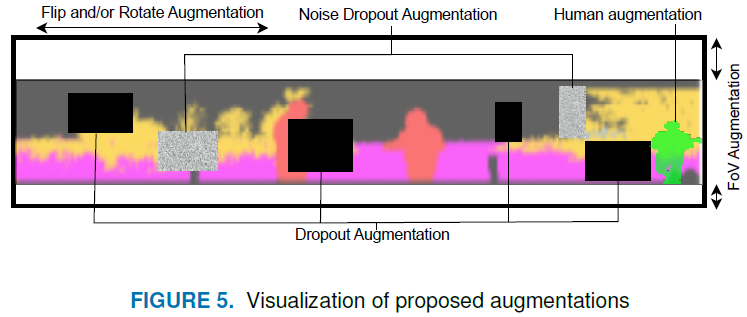 Flip and/or Rotate Augmentation
Noise Dropout Augmentation
Human augmentation
FoV Augmentation
Dropout Augmentation
FIGURE 5. Visualization of proposed augmentations